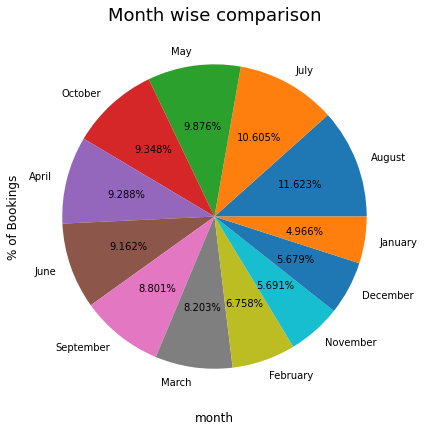 Month wise comparison
May
July
October
August
April
June
September
March
February
November
December
January
9.876%
10.605%
9.348%
11.623%
9.288%
9.162%
8.801%
8.203%
6.758%
5.691%
5.679%
4.966%
% of Bookings
month